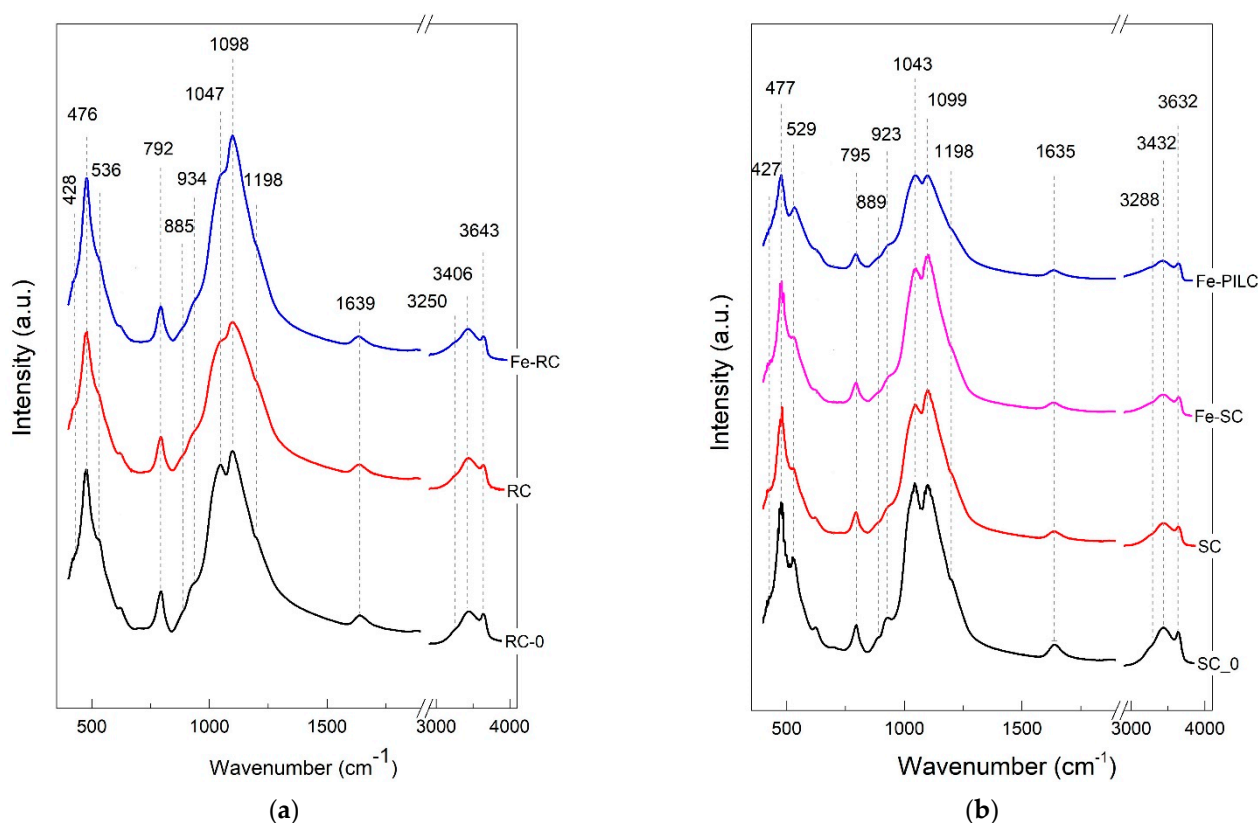 1098
1047
476
792
536
934
1198
428
885
3643
3406
3250
1639
Fe-RC
RC
RC-0
Intensity (a.u.)
500 1000 1500 3000 4000
Wavenumber (cm-1)
(a)
1043
477
1099
3632
529
923
3432
795
1198
1635
427
889
3288
Fe-PILC
Fe-SC
SC
SC_0
Intensity (a.u.)
500 1000 1500 3000 4000
Wavenumber (cm-1)
(b)